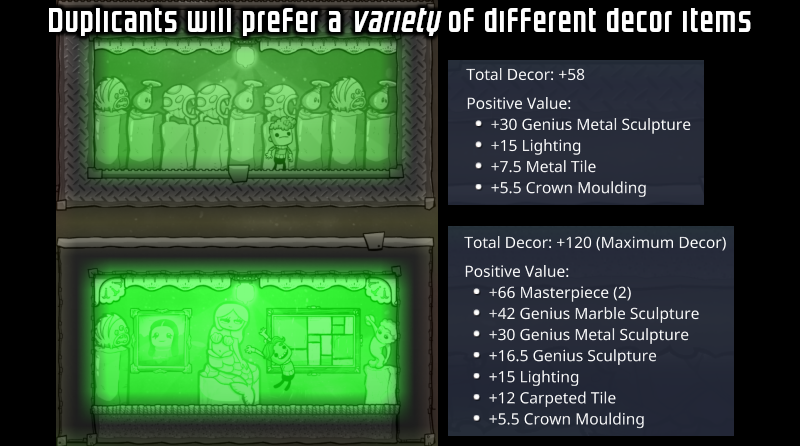 Duplicants will prefer a variety of different decor items
Total Decor: +58
Positive Value:
• +30 Genius Metal Sculpture
• +15 Lighting
• +7.5 Metal Tile
• +5.5 Crown Moulding
Total Decor: +120 (Maximum Decor)
Positive Value:
• +66 Masterpiece (2)
• +42 Genius Marble Sculpture
• +30 Genius Metal Sculpture
• +16.5 Genius Sculpture
• +15 Lighting
• +12 Carpeted Tile
• +5.5 Crown Moulding